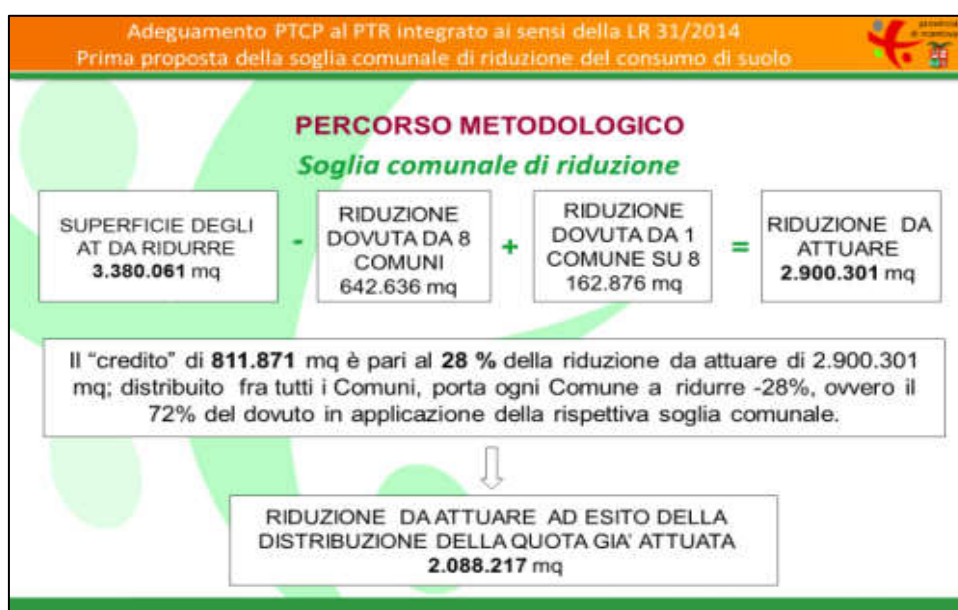 Adeguamento PTCP al PTR integrato ai sensi della LR 31/2014
Prima proposta della soglia comunale di riduzione del consumo di suolo
provincia
di mantova
PERCORSO METODOLOGICO
Soglia comunale di riduzione
SUPERFICIE DEGLI
AT DA RIDURRE
3.380.061 mq
-
RIDUZIONE
DOVUTA DA 8
COMUNI
642.636 mq
+
RIDUZIONE
DOVUTA DA 1
COMUNE SU 8
162.876 mq
=
RIDUZIONE DA
ATTUARE
2.900.301 mq
Il “credito” di 811.871 mq è pari al 28 % della riduzione da attuare di 2.900.301
mq; distribuito fra tutti i Comuni, porta ogni Comune a ridurre -28%, ovvero il
72% del dovuto in applicazione della rispettiva soglia comunale.
RIDUZIONE DA ATTUARE AD ESITO DELLA
DISTRIBUZIONE DELLA QUOTA GIA’ ATTUATA
2.088.217 mq